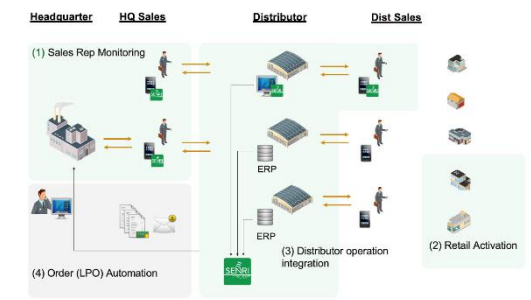 Headquarter HQ Sales Distributor Dist Sales
(1) Sales Rep Monitoring
ERP
ERP
(2) Retail Activation
(3) Distributor operation
integration
(4) Order (LPO) Automation
SENRI